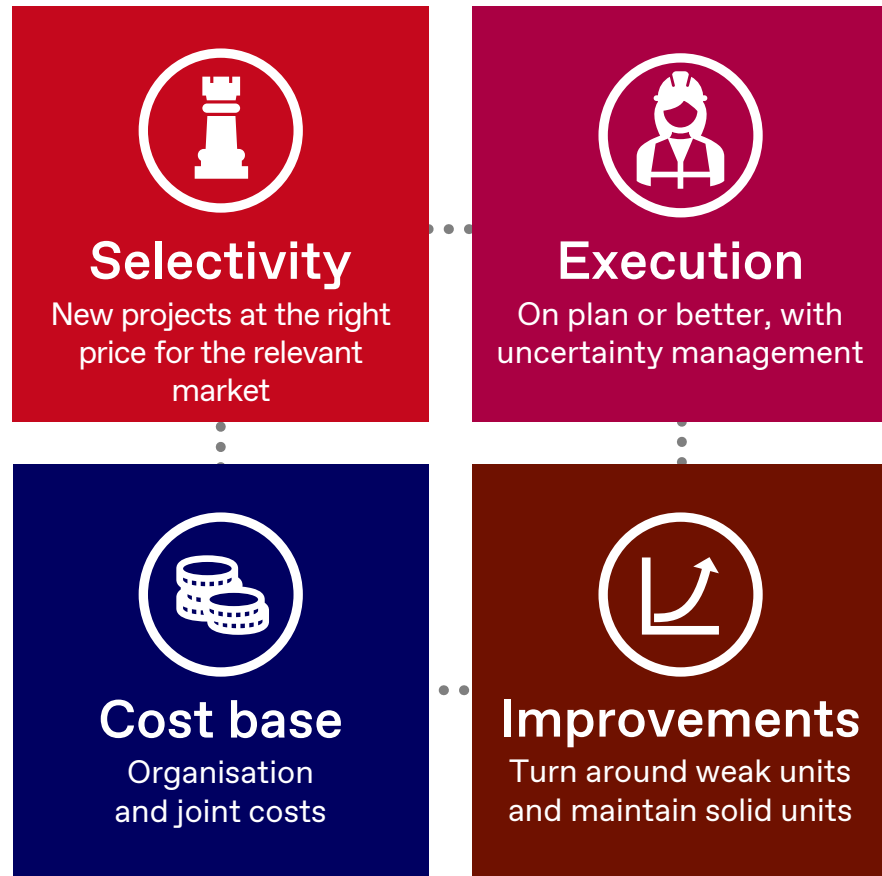 Selectivity
New projects at the right
price for the relevant
market
Execution
On plan or better, with
uncertainty management
Cost base
Organisation
and joint costs
Improvements
Turn around weak units
and maintain solid units